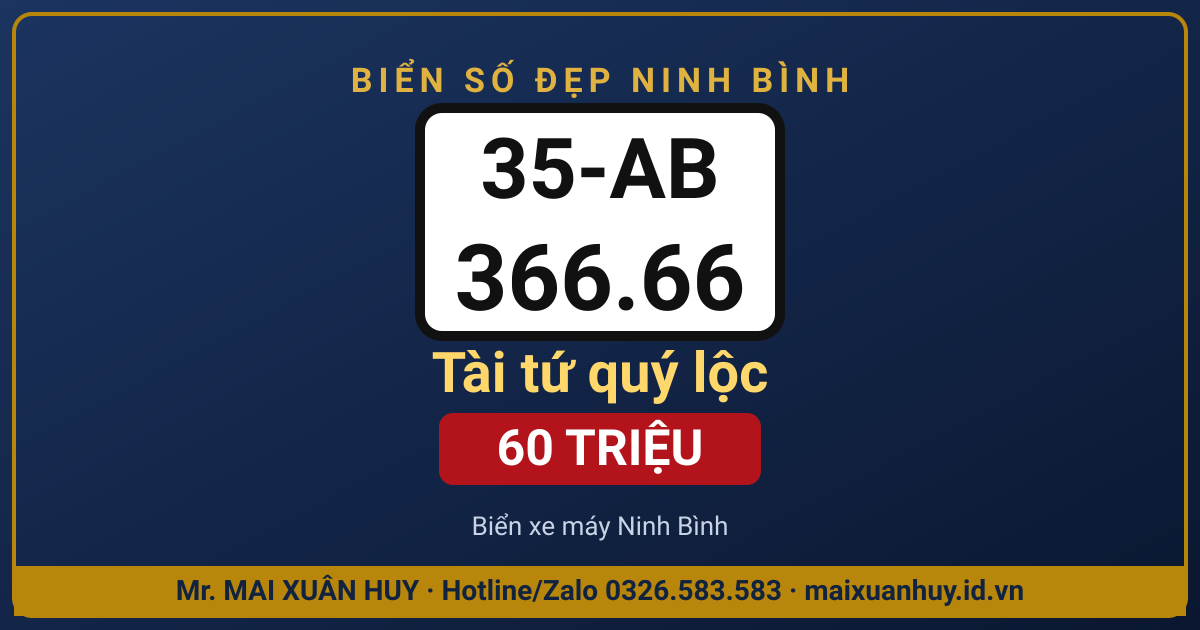 BIỂN SỐ ĐẸP NINH BÌNH
35-AB
366.66
Tài tứ quý lộc
60 TRIỆU
Biển xe máy Ninh Bình
Mr. MAI XUÂN HUY · Hotline/Zalo 0326.583.583 · maixuanhuy.id.vn